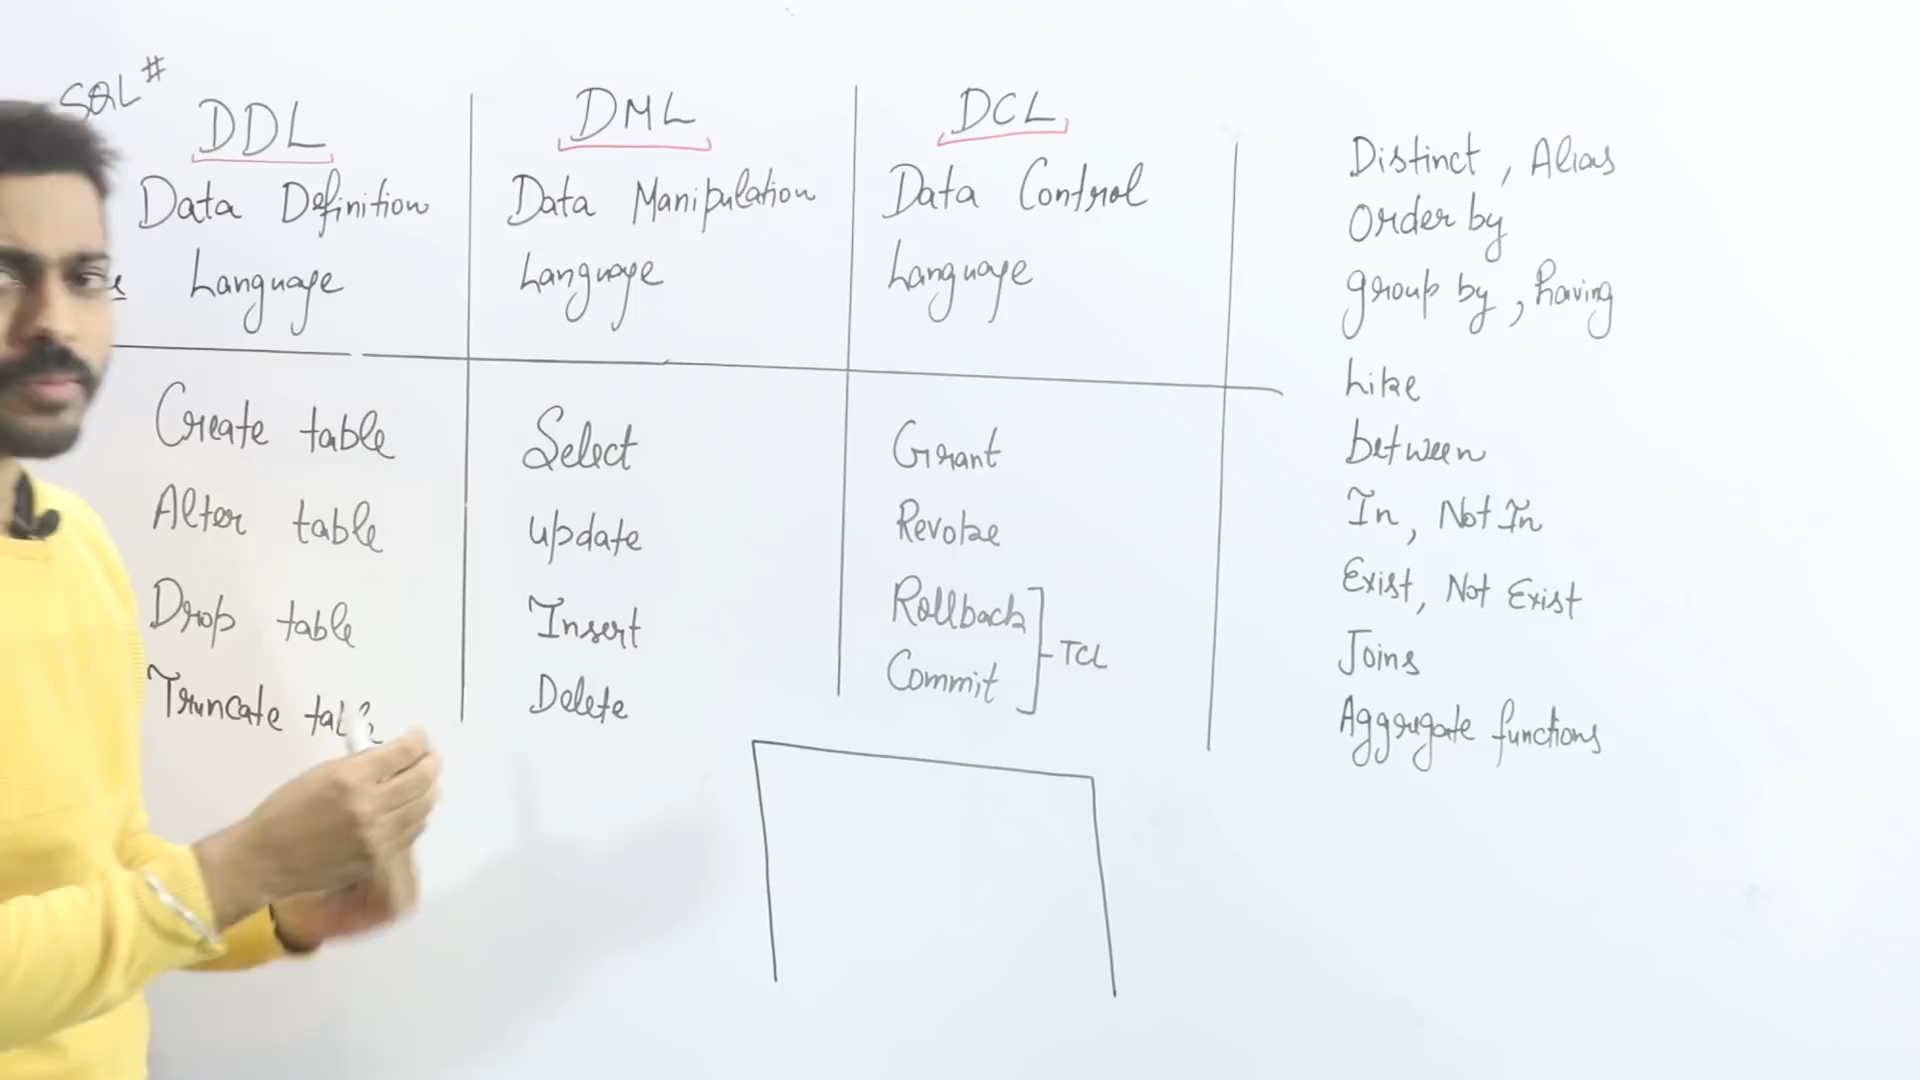 SQL #
DDL
Data Definition
Language
Create table
Alter table
Drop table
Truncate table
DML
Data Manipulation
Language
Select
Update
Insert
Delete
DCL
Data Control
Language
Grant
Revoke
Rollback
Commit
TCL
Distinct, Alias
Order by
group by, having
Like
between
In, Not In
Exist, Not Exist
Joins
Aggregate functions